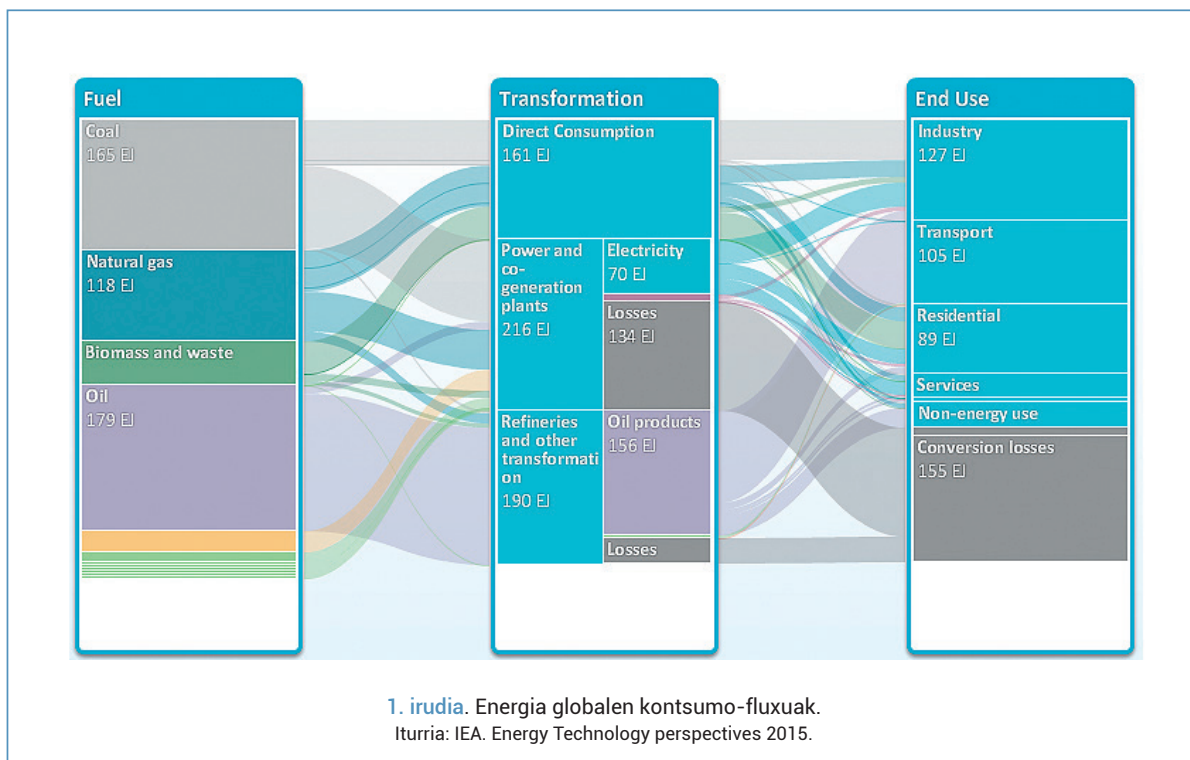 Fuel
Coal
165 EJ
Natural gas
118 EJ
Biomass and waste
Oil
179 EJ
Transformation
Direct Consumption
161 EJ
Power and
co-
generation
plants
216 EJ
Electricity
70 EJ
Losses
134 EJ
Refineries
and other
transformati
on
190 EJ
Oil products
156 EJ
Losses
End Use
Industry
127 EJ
Transport
105 EJ
Residential
89 EJ
Services
Non-energy use
Conversion losses
155 EJ
1. irudia. Energia globalen kontsumo-fluxuak.
Iturria: IEA. Energy Technology perspectives 2015.